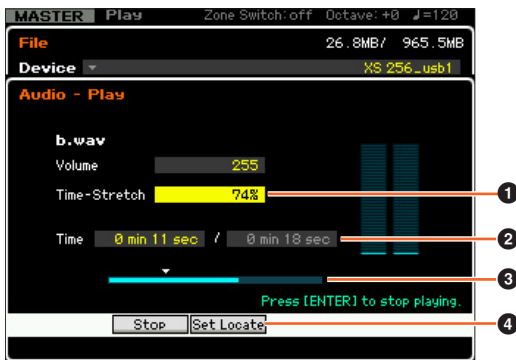 MASTER Play Zone Switch:off Octave:+0 ♩=120
File 26.8MB/ 965.5MB
Device XS 256_usb1
Audio - Play
b.wav
Volume 255
Time-Stretch 74% 1
Time 0 min 11 sec / 0 min 18 sec 2
3
Press [ENTER] to stop playing.
Stop Set Locate 4